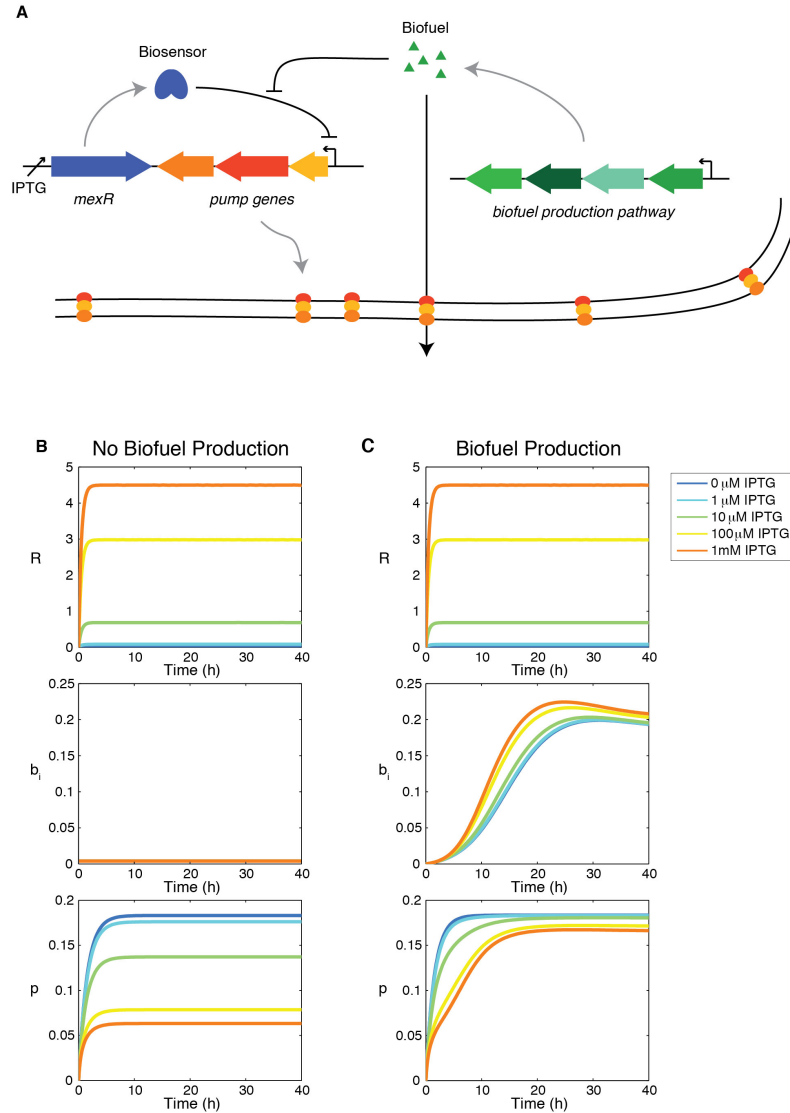 A
Biofuel
Biosensor
IPTG
mexR
pump genes
biofuel production pathway
B
No Biofuel Production
5
4
3
2
1
0
R
0 10 20 30 40
Time (h)
0.25
0.2
0.15
0.1
0.05
0
bi
0 10 20 30 40
Time (h)
0.2
0.15
0.1
0.05
0
p
0 10 20 30 40
Time (h)
C
Biofuel Production
5
4
3
2
1
0
R
0 10 20 30 40
Time (h)
0.25
0.2
0.15
0.1
0.05
0
bi
0 10 20 30 40
Time (h)
0.2
0.15
0.1
0.05
0
p
0 10 20 30 40
Time (h)
0 μM IPTG
1 μM IPTG
10 μM IPTG
100 μM IPTG
1mM IPTG